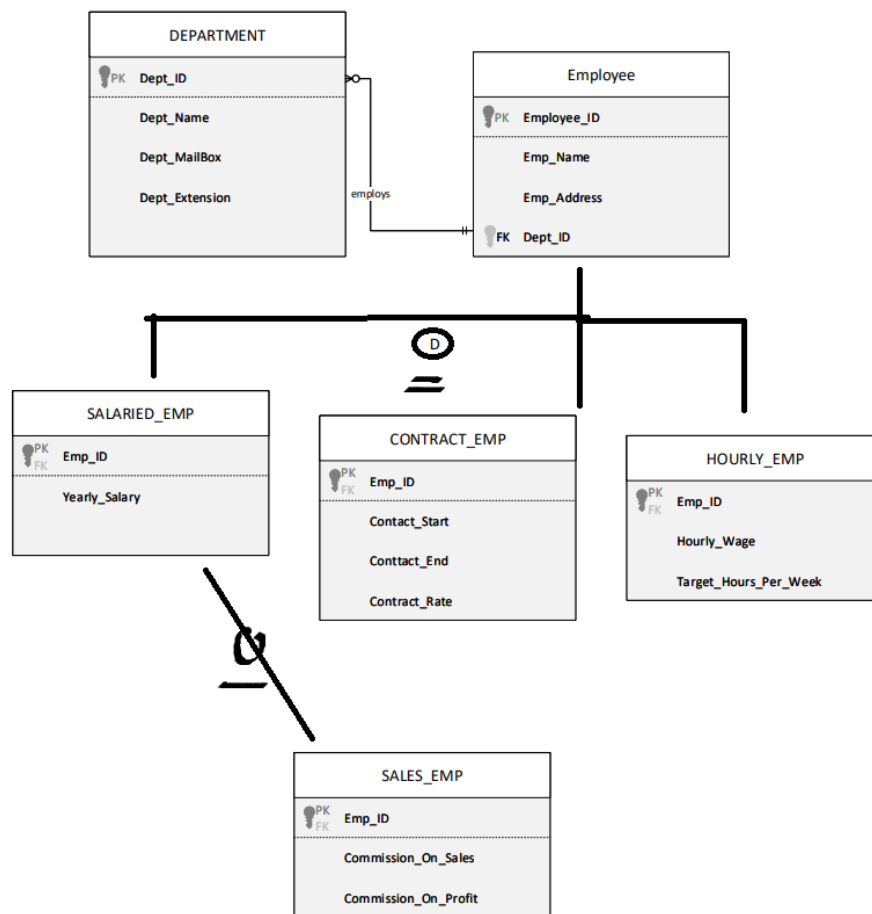 DEPARTMENT
PK Dept_ID
Dept_Name
Dept_MailBox
Dept_Extension
employs
Employee
PK Employee_ID
Emp_Name
Emp_Address
FK Dept_ID
D
SALARIED_EMP
PK
FK
Emp_ID
Yearly_Salary
CONTRACT_EMP
PK
FK
Emp_ID
Contact_Start
Conttact_End
Contract_Rate
HOURLY_EMP
PK
FK
Emp_ID
Hourly_Wage
Target_Hours_Per_Week
SALES_EMP
PK
FK
Emp_ID
Commission_On_Sales
Commission_On_Profit